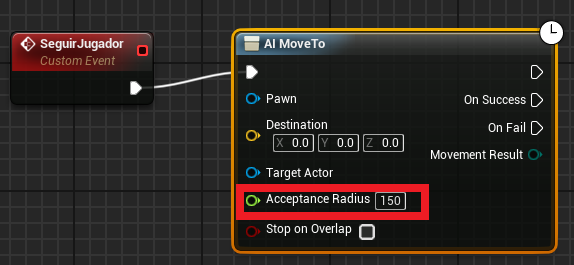 SeguirJugador
Custom Event
AI MoveTo
Pawn
On Success
Destination
X 0.0 Y 0.0 Z 0.0
On Fail
Movement Result
Target Actor
Acceptance Radius 150
Stop on Overlap